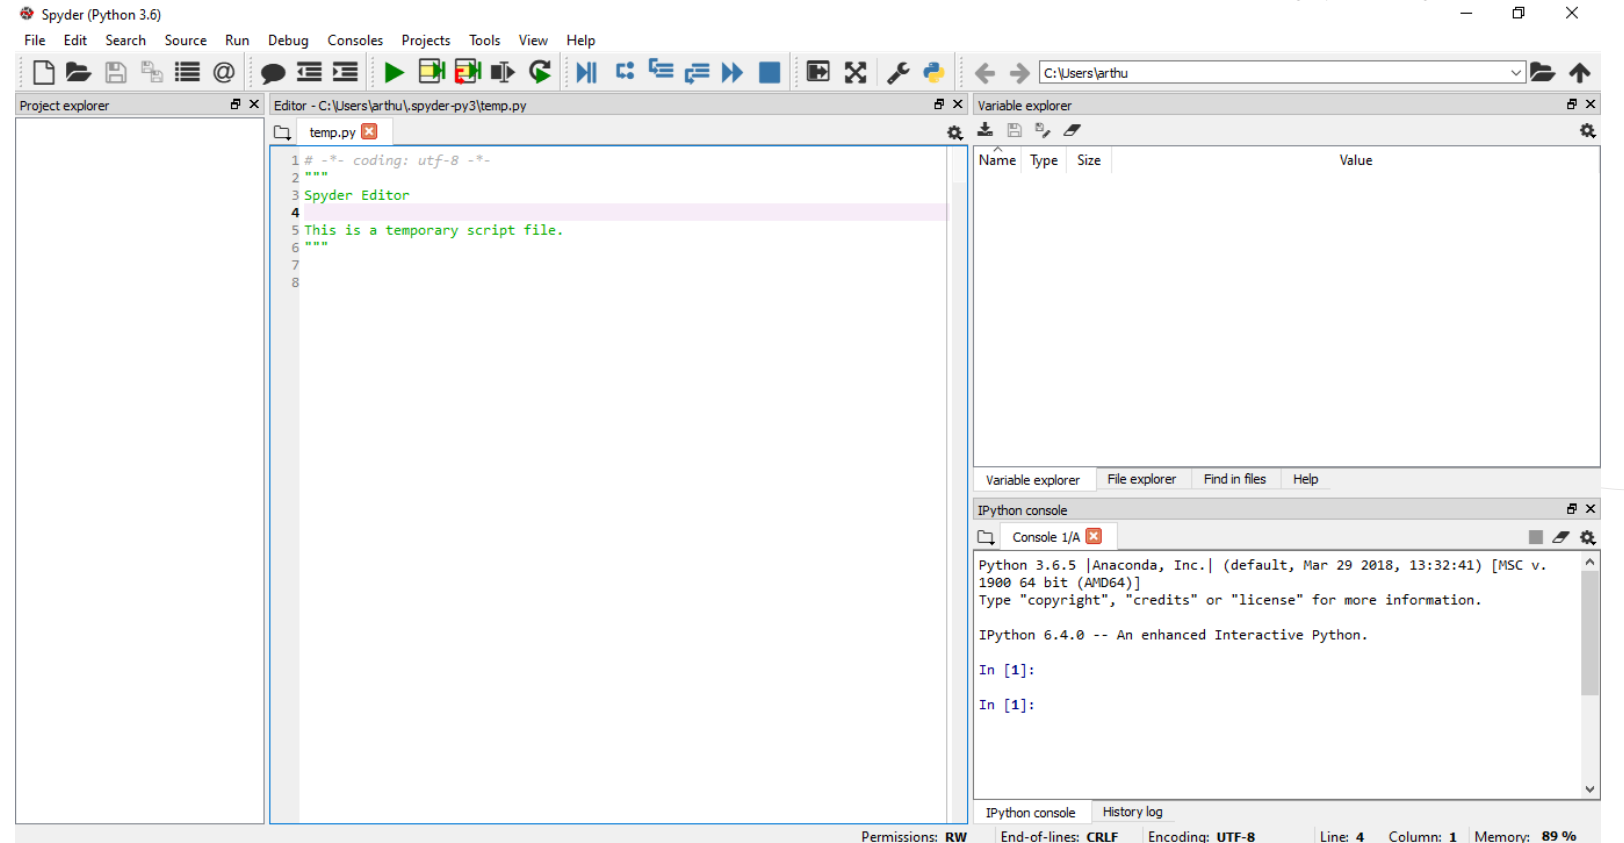 Spyder (Python 3.6)
File Edit Search Source Run Debug Consoles Projects Tools View Help
C:\Users\arthu
Project explorer
Editor - C:\Users\arthu\.spyder-py3\temp.py
temp.py
1 # -*- coding: utf-8 -*-
2 """
3 Spyder Editor
4
5 This is a temporary script file.
6 """
7
8
Variable explorer
Name Type Size Value
Variable explorer File explorer Find in files Help
IPython console
Console 1/A
Python 3.6.5 |Anaconda, Inc.| (default, Mar 29 2018, 13:32:41) [MSC v.
1900 64 bit (AMD64)]
Type "copyright", "credits" or "license" for more information.
IPython 6.4.0 -- An enhanced Interactive Python.
In [1]:
In [1]:
IPython console History log
Permissions: RW End-of-lines: CRLF Encoding: UTF-8 Line: 4 Column: 1 Memory: 89 %